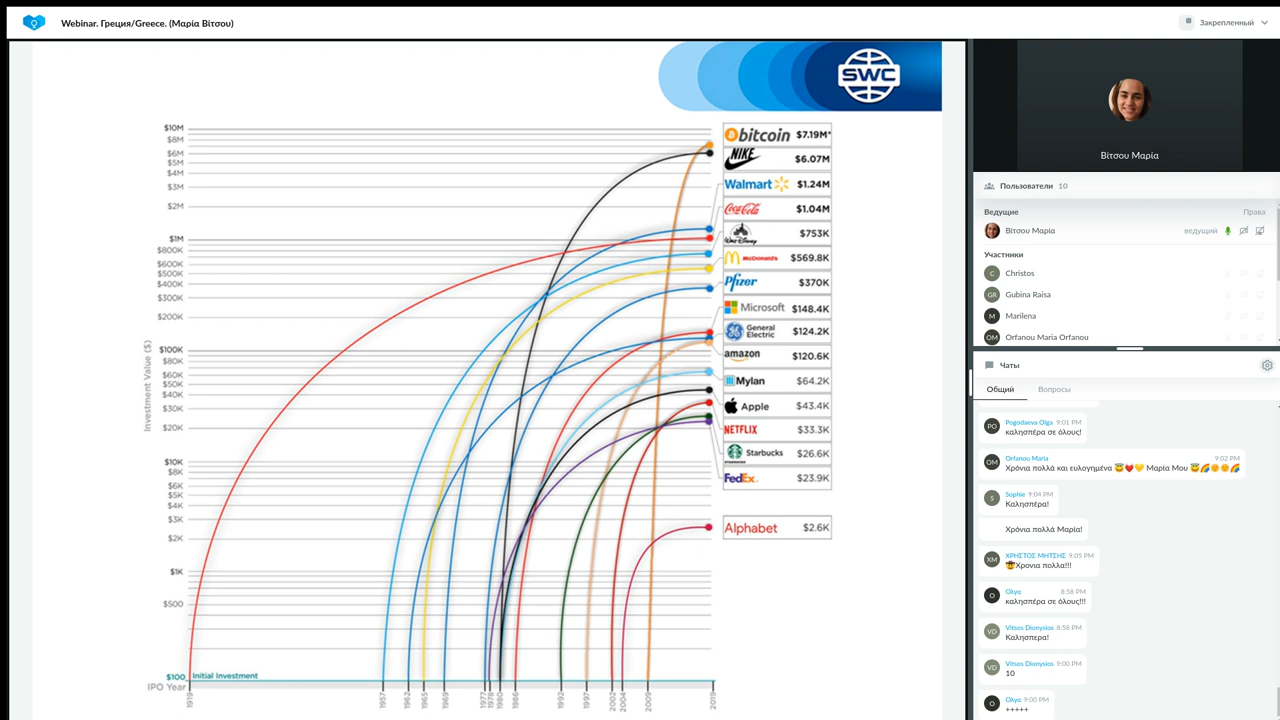 Webinar. Греция/Greece. (Μαρία Βίτσου)
Закрепленный
SWC
$10M
$8M
$6M
$5M
$4M
$3M
$2M
$1M
$800K
$600K
$500K
$400K
$300K
$200K
$100K
$80K
$60K
$50K
$40K
$30K
$20K
$10K
$8K
$6K
$5K
$4K
$3K
$2K
$1K
$500
$100
Investment Value ($)
Initial Investment
IPO Year
1919
1957
1962
1965
1969
1977
1978
1980
1986
1992
1997
2002
2004
2009
2019
bitcoin $7.19M*
NIKE $6.07M
Walmart $1.24M
Coca-Cola $1.04M
WALT DISNEY $753K
McDonald's $569.8K
Pfizer $370K
Microsoft $148.4K
General Electric $124.2K
amazon $120.6K
Mylan $64.2K
Apple $43.4K
NETFLIX $33.3K
Starbucks $26.6K
FedEx $23.9K
Alphabet $2.6K
Βίτσου Μαρία
Пользователи 10
Ведущие Права
Βίτσου Μαρία ведущий
Участники
C Christos
GR Gubina Raisa
M Marilena
OM Orfanou Maria Orfanou
Чаты
Общий Вопросы
PO Pogodaeva Olga 9:01 PM
καλησπέρα σε όλους!
OM Orfanou Maria 9:02 PM
Χρόνια πολλά και ευλογημένα 😇❤️💛 Μαρία Μου 😇🌈🌞🌞🌈
S Sophie 9:04 PM
Καλησπέρα!
Χρόνια πολλά Μαρία!
XM ΧΡΗΣΤΟΣ ΜΗΤΣΗΣ 9:05 PM
🤠Χρονια πολλα!!!
O Olya 8:58 PM
καλησπέρα σε όλους!!!
VD Vitsos Dionysios 8:58 PM
Καλησπερα!
VD Vitsos Dionysios 9:00 PM
10
O Olya 9:00 PM
+++++